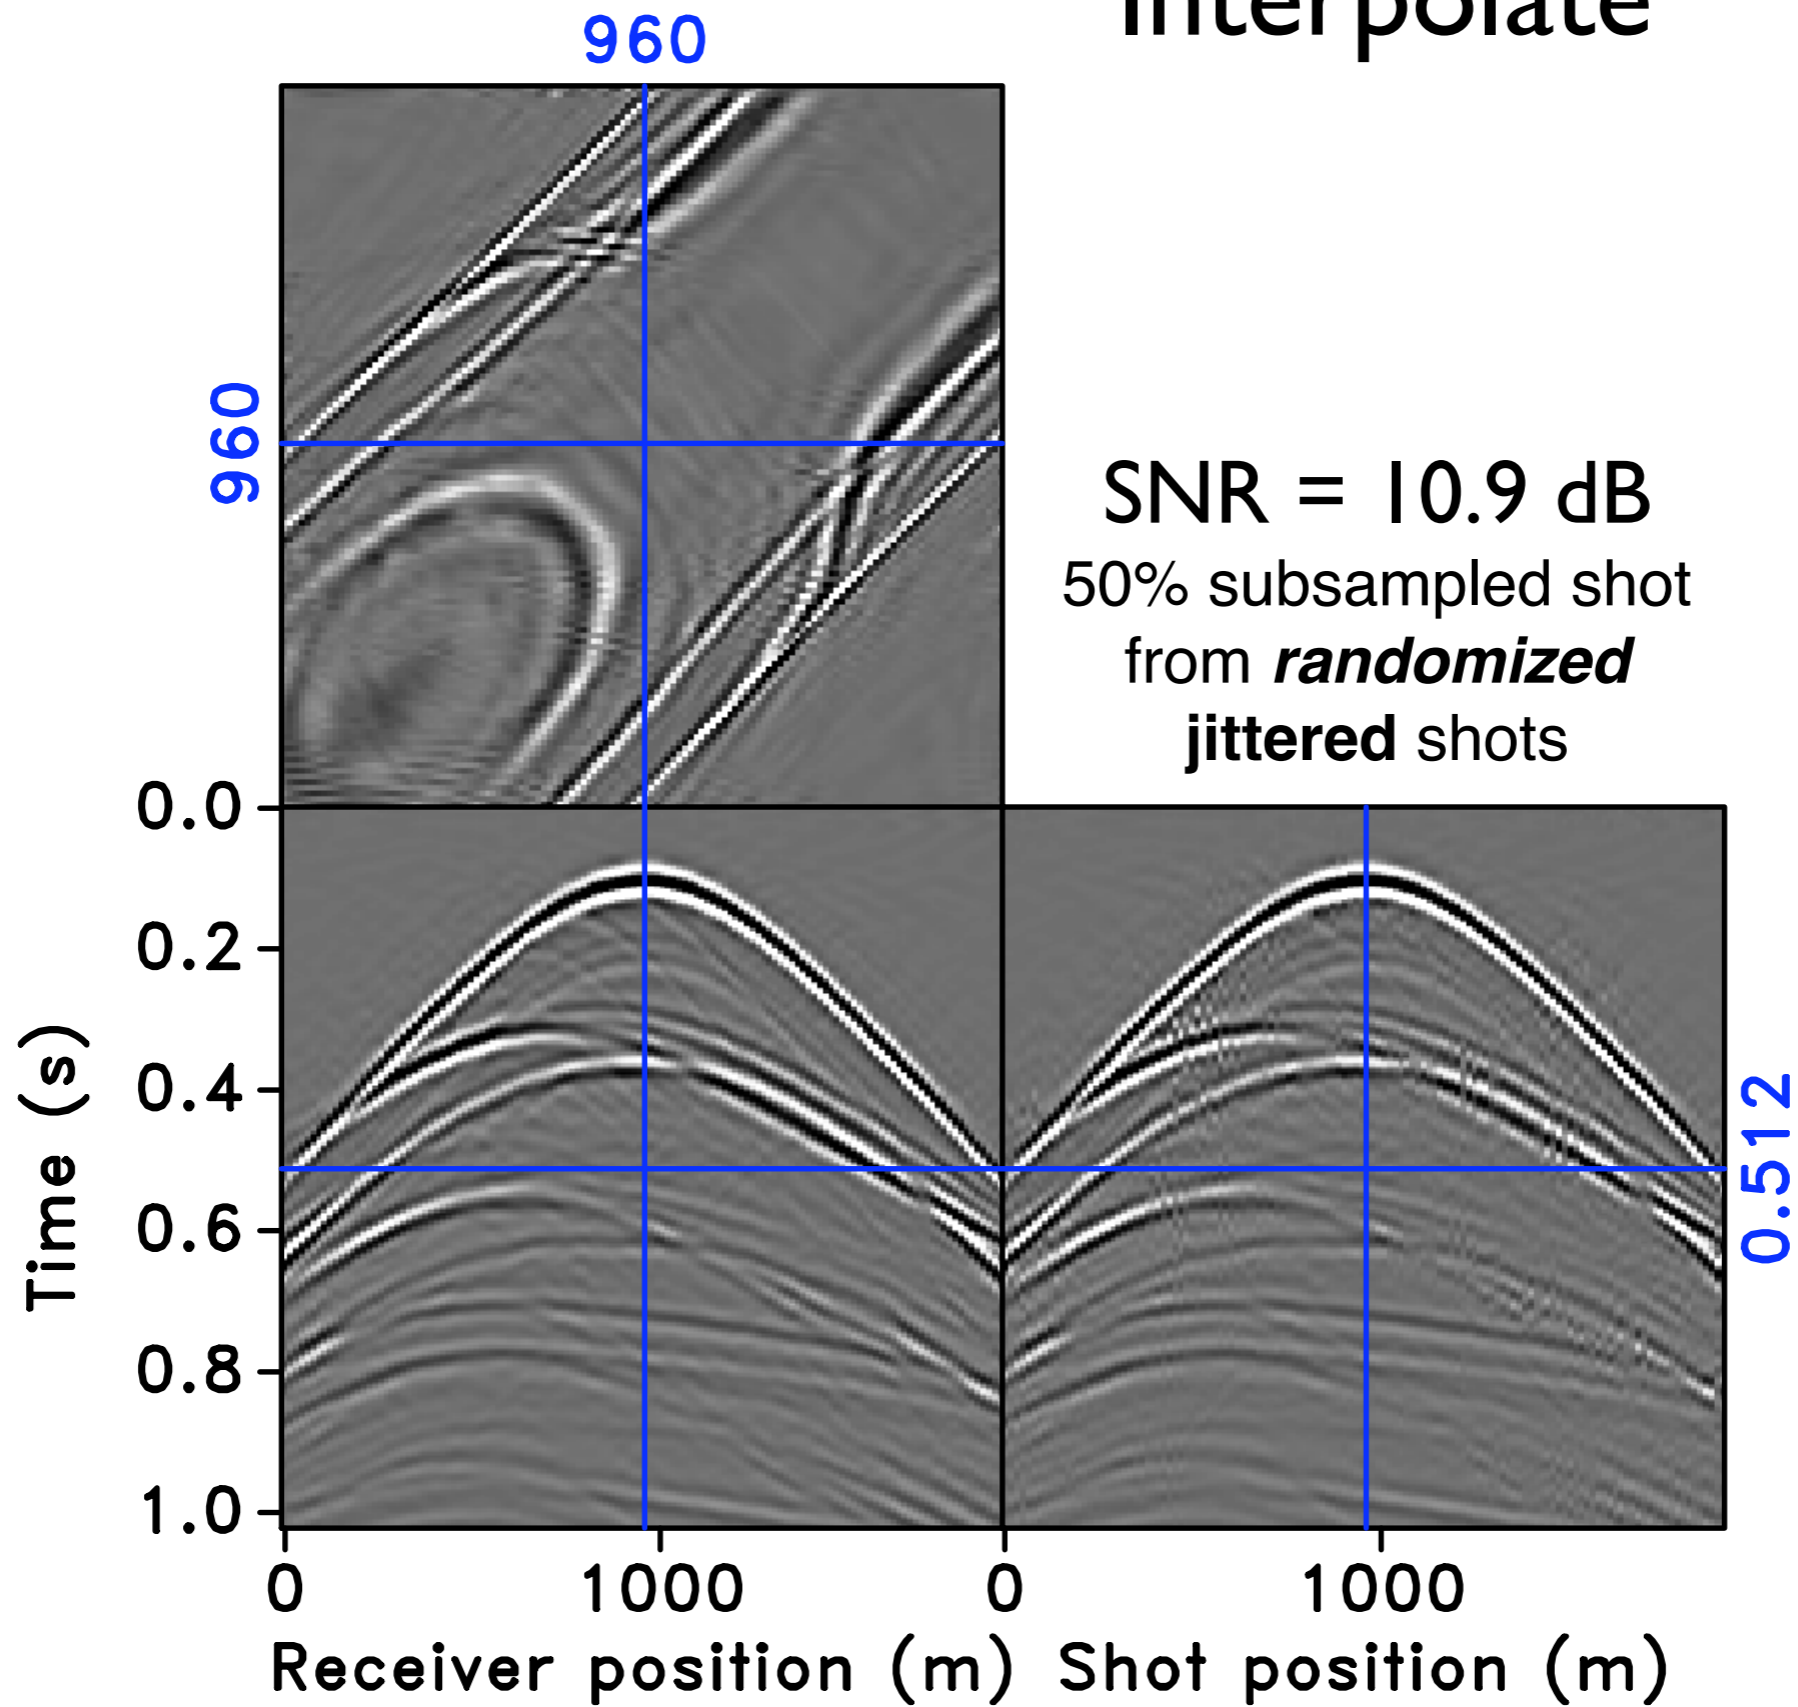 Interpolate
960
960
SNR = 10.9 dB
50% subsampled shot
from randomized
jittered shots
0.0
0.2
0.4
0.6
0.8
1.0
Time (s)
0.512
0 1000 0 1000
Receiver position (m) Shot position (m)